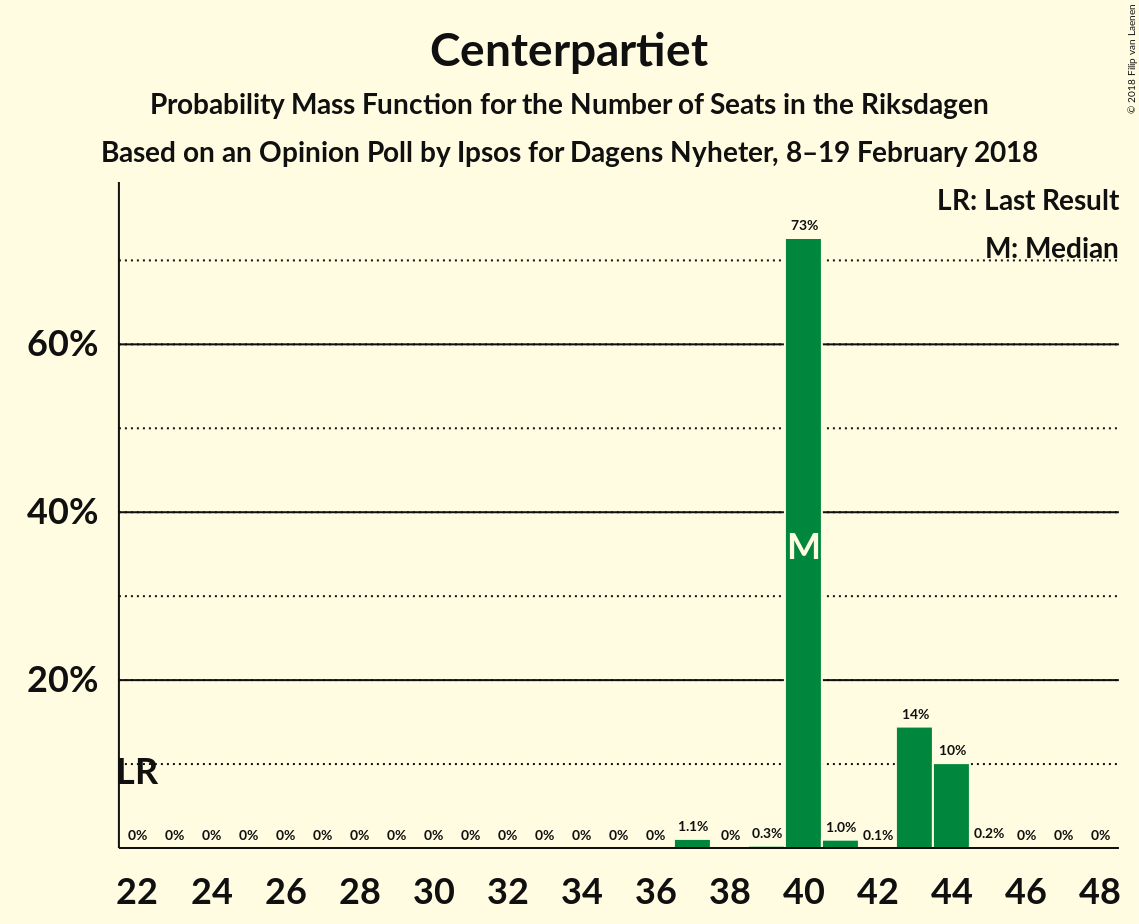 Centerpartiet
Probability Mass Function for the Number of Seats in the Riksdagen
Based on an Opinion Poll by Ipsos for Dagens Nyheter, 8–19 February 2018
© 2018 Filip van Laenen
LR: Last Result
M: Median
73%
60%
40%
M
20%
14%
10%
LR
0% 0% 0% 0% 0% 0% 0% 0% 0% 0% 0% 0% 0% 0% 0% 1.1% 0% 0.3% 1.0% 0.1% 0.2% 0% 0% 0%
22 24 26 28 30 32 34 36 38 40 42 44 46 48